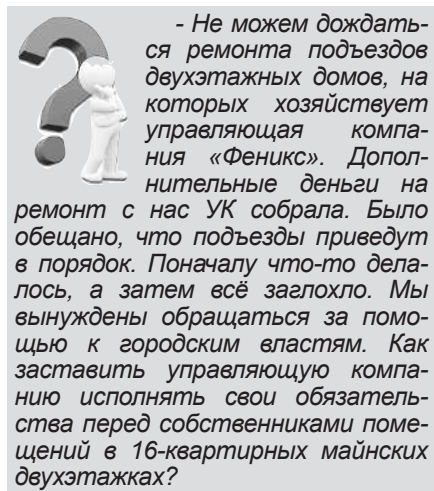 - Не можем дождать-
ся ремонта подъездов
двухэтажных домов, на
которых хозяйствует
управляющая компа-
ния «Феникс». Допол-
нительные деньги на
ремонт с нас УК собрала. Было
обещано, что подъезды приведут
в порядок. Поначалу что-то дела-
лось, а затем всё заглохло. Мы
вынуждены обращаться за помо-
щью к городским властям. Как
заставить управляющую компа-
нию исполнять свои обязатель-
ства перед собственниками поме-
щений в 16-квартирных майнских
двухэтажках?